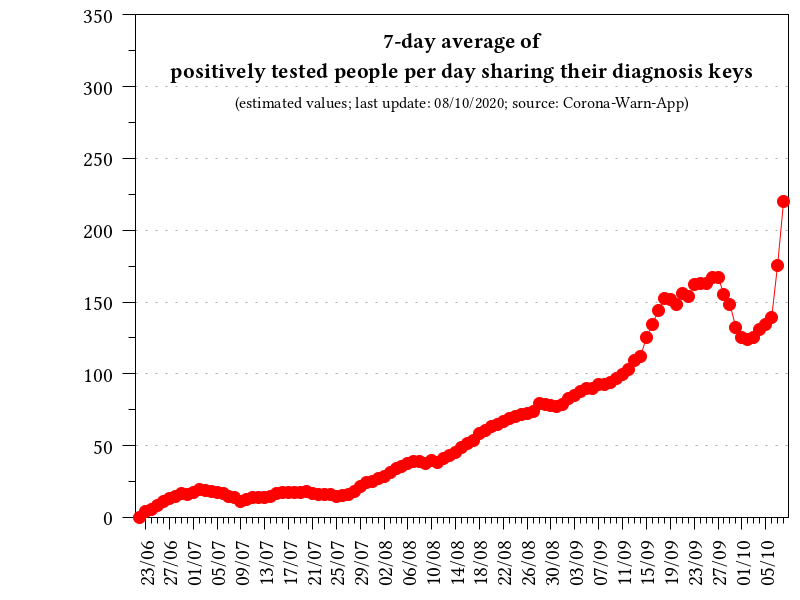 7-day average of
positively tested people per day sharing their diagnosis keys
(estimated values; last update: 08/10/2020; source: Corona-Warn-App)
350
300
250
200
150
100
50
0
23/06 27/06 01/07 05/07 09/07 13/07 17/07 21/07 25/07 29/07 02/08 06/08 10/08 14/08 18/08 22/08 26/08 30/08 03/09 07/09 11/09 15/09 19/09 23/09 27/09 01/10 05/10